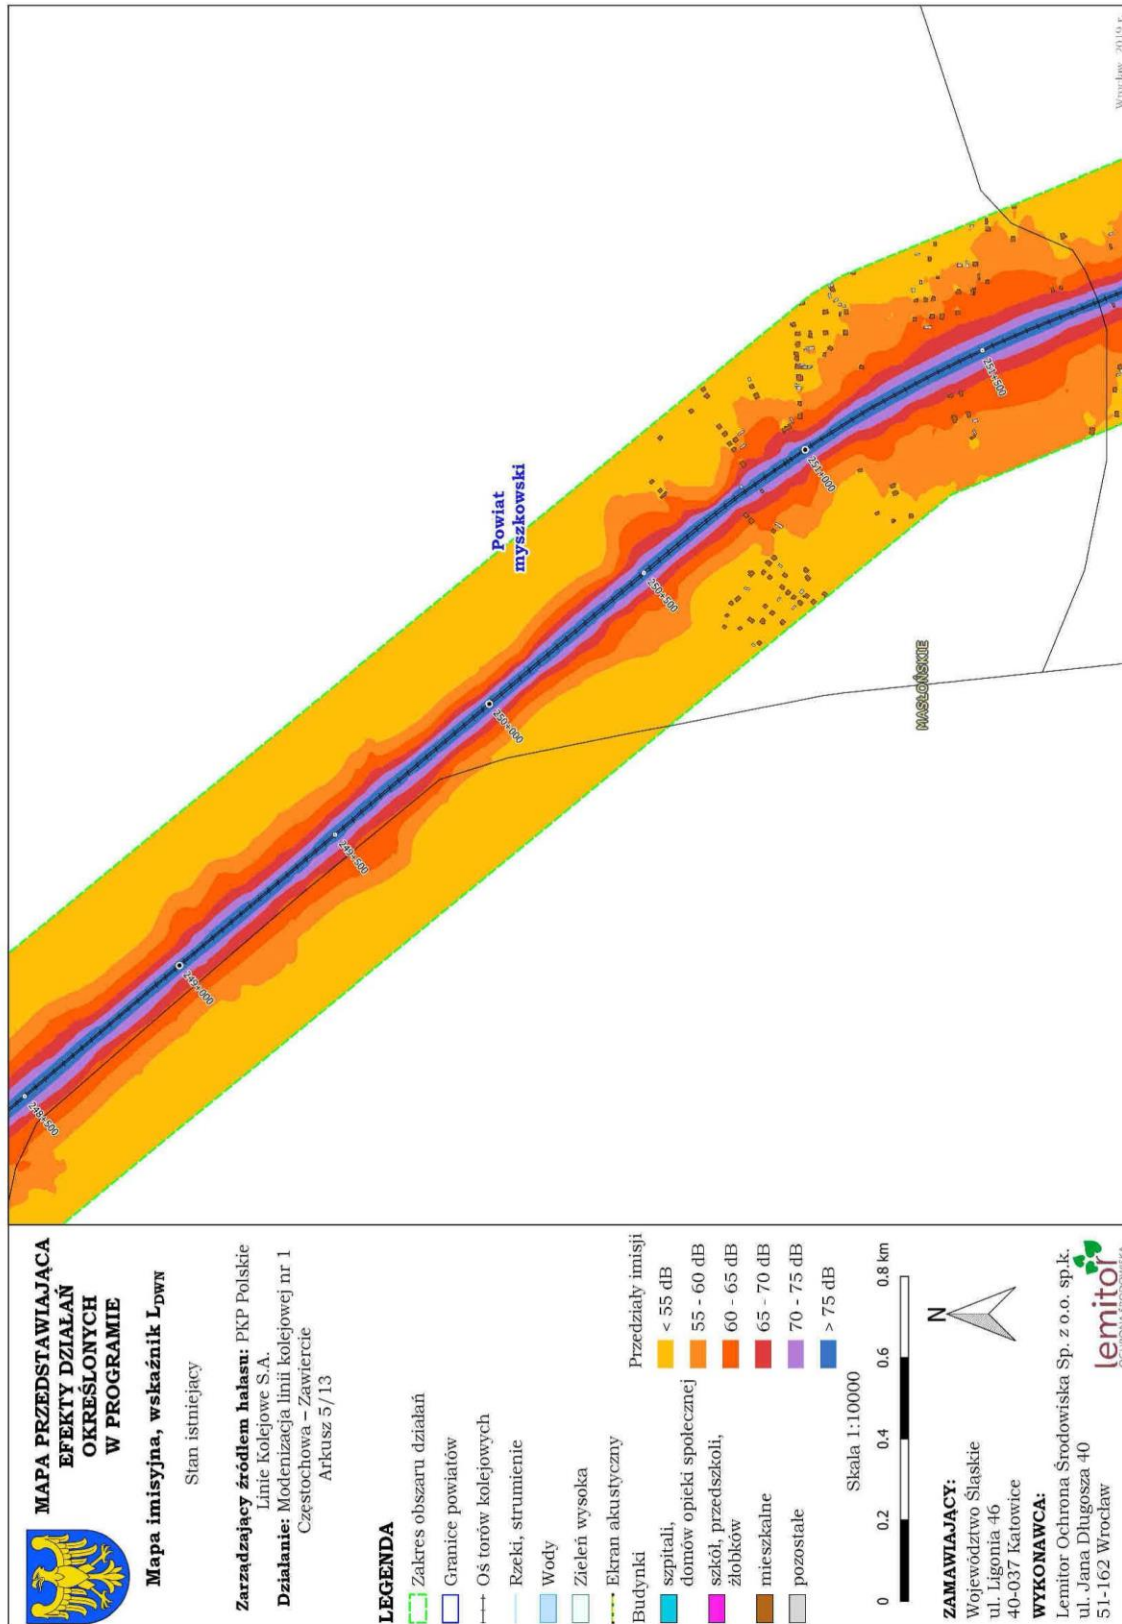 MAPA PRZEDSTAWIAJĄCA
EFEKTY DZIAŁAŃ
OKREŚLONYCH
W PROGRAMIE
Mapa imisyjna, wskaźnik LDWN
Stan istniejacy
Zarządzający źródłem hałasu: PKP Polskie
Linie Kolejowe S.A.
Działanie: Modenizacja linii kolejowej nr 1
Częstochowa – Zawiercie
Arkusz 5/13
LEGENDA
Zakres obszaru działań
Granice powiatów
Oś torów kolejowych
Rzeki, strumienie
Wody
Zieleń wysoka
Ekran akustyczny
Budynki
szpitali,
domów opieki społecznej
szkół, przedszkoli,
żłobków
mieszkalne
pozostałe
Przedziały imisji
< 55 dB
55 - 60 dB
60 - 65 dB
65 - 70 dB
70 - 75 dB
> 75 dB
Skala 1:10000
0 0.2 0.4 0.6 0.8 km
N
ZAMAWIAJĄCY:
Województwo Śląskie
ul. Ligonia 46
40-037 Katowice
WYKONAWCA:
Lemitor Ochrona Środowiska Sp. z o.o. sp.k.
ul. Jana Długosza 40
51-162 Wrocław
lemitor
248+500
249+000
249+500
250+000
250+500
251+000
251+500
Powiat
myszkowski
MASŁOŃSKIE
Wrocław, 2019 r.